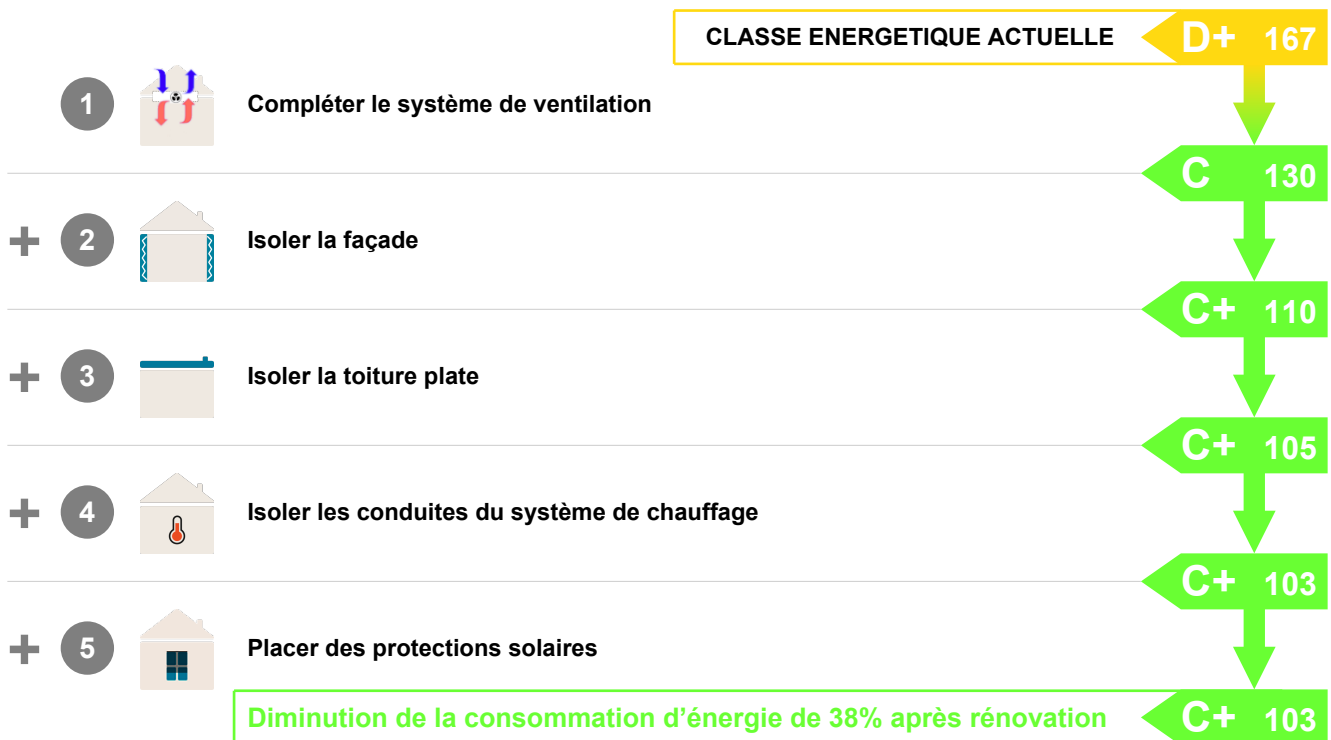 CLASSE ENERGETIQUE ACTUELLE D+ 167
1 Compléter le système de ventilation
C 130
+ 2 Isoler la façade
C+ 110
+ 3 Isoler la toiture plate
C+ 105
+ 4 Isoler les conduites du système de chauffage
C+ 103
+ 5 Placer des protections solaires
Diminution de la consommation d’énergie de 38% après rénovation C+ 103